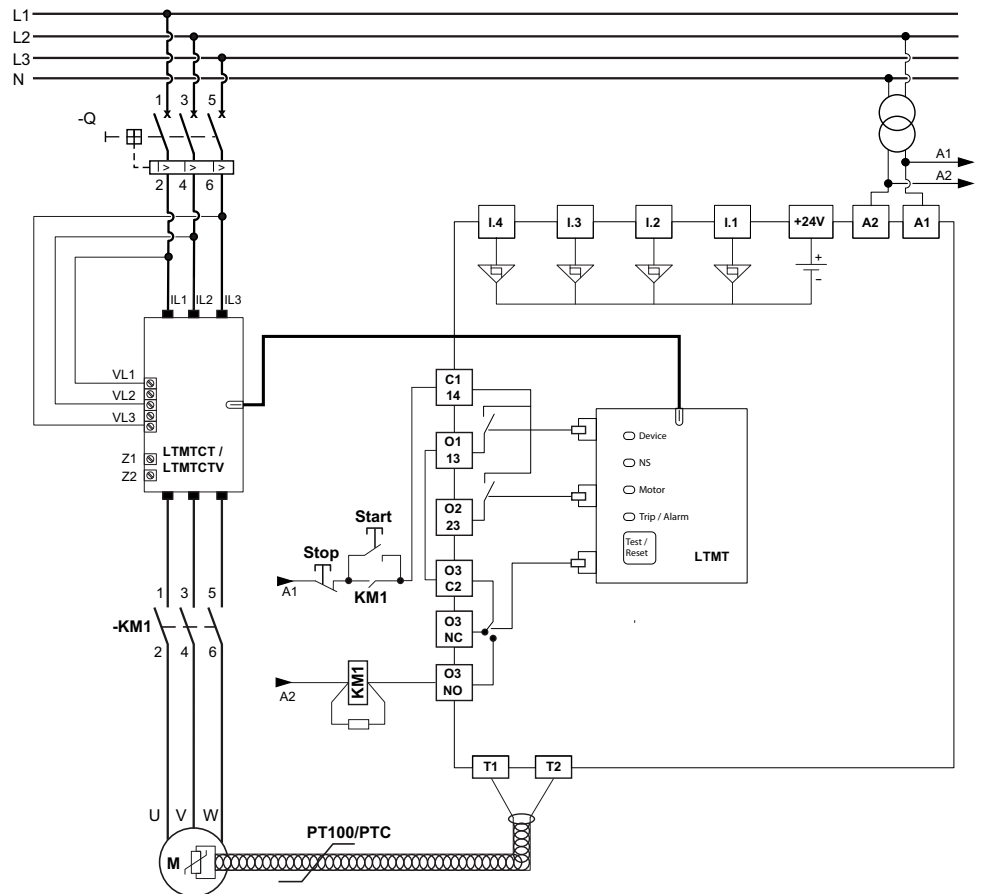 L1
L2
L3
N
1 3 5
-Q
> > >
2 4 6
A1
A2
I.4 I.3 I.2 I.1 +24V A2 A1
+
−
IL1 IL2 IL3
VL1
VL2
VL3
LTMTCT /
LTMTCTV
Z1
Z2
C1
14
O1
13
O2
23
O3
C2
O3
NC
O3
NO
Device
NS
Motor
Trip / Alarm
Test /
Reset
LTMT
Start
Stop
A1
KM1
1 3 5
-KM1
2 4 6
A2
KM1
T1 T2
U V W
M
PT100/PTC